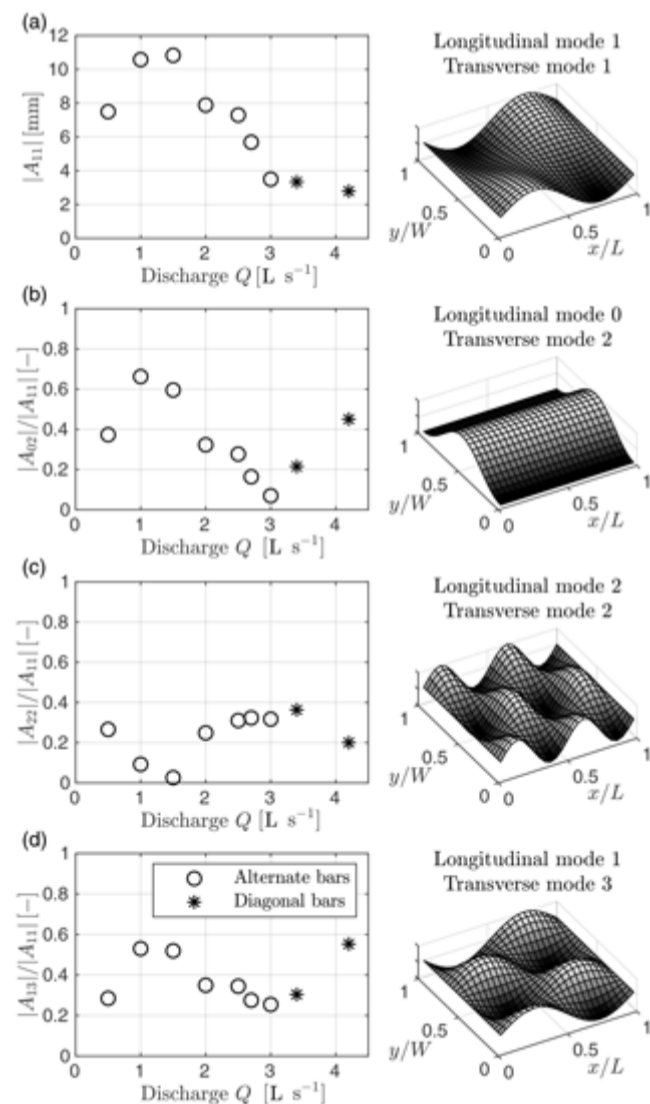 (a)
12
10
8
6
4
2
0
|A₁₁| [mm]
0 1 2 3 4
Discharge Q [L s⁻¹]
Longitudinal mode 1
Transverse mode 1
1
0.5
0
y/W
0
0.5
1
x/L
(b)
1
0.8
0.6
0.4
0.2
0
|A₀₂|/|A₁₁| [−]
0 1 2 3 4
Discharge Q [L s⁻¹]
Longitudinal mode 0
Transverse mode 2
1
0.5
0
y/W
0
0.5
1
x/L
(c)
1
0.8
0.6
0.4
0.2
0
|A₂₂|/|A₁₁| [−]
0 1 2 3 4
Discharge Q [L s⁻¹]
Longitudinal mode 2
Transverse mode 2
1
0.5
0
y/W
0
0.5
1
x/L
(d)
1
0.8
0.6
0.4
0.2
0
|A₁₃|/|A₁₁| [−]
Alternate bars
Diagonal bars
0 1 2 3 4
Discharge Q [L s⁻¹]
Longitudinal mode 1
Transverse mode 3
1
0.5
0
y/W
0
0.5
1
x/L